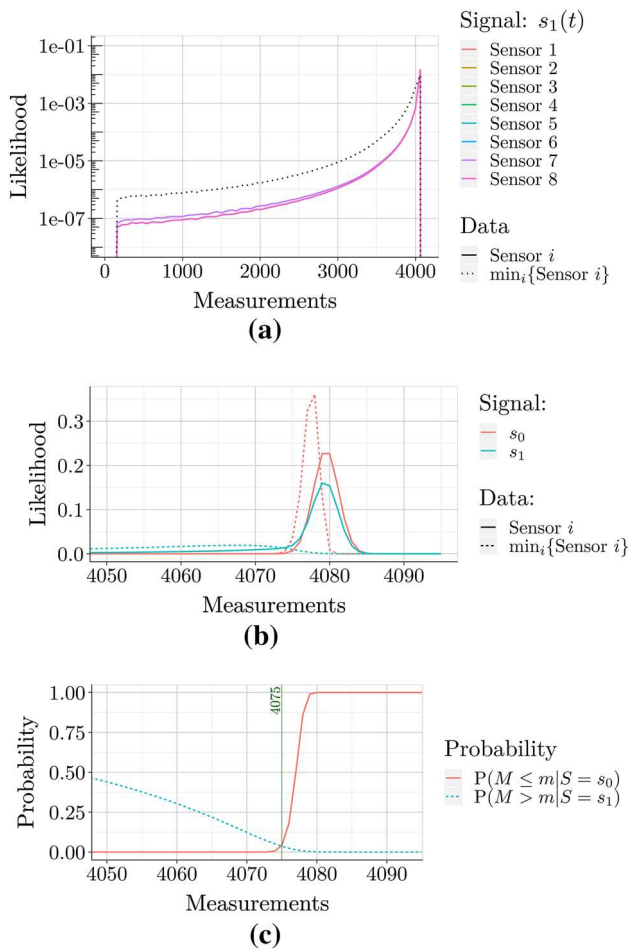 1e-01
1e-03
1e-05
1e-07
Likelihood
0 1000 2000 3000 4000
Measurements
Signal: s₁(t)
Sensor 1
Sensor 2
Sensor 3
Sensor 4
Sensor 5
Sensor 6
Sensor 7
Sensor 8
Data
Sensor i
minᵢ{Sensor i}
(a)
0.3
0.2
0.1
0.0
Likelihood
4050 4060 4070 4080 4090
Measurements
Signal:
s₀
s₁
Data:
Sensor i
minᵢ{Sensor i}
(b)
1.00
0.75
0.50
0.25
0.00
Probability
4075
4050 4060 4070 4080 4090
Measurements
Probability
P(M ≤ m|S = s₀)
P(M > m|S = s₁)
(c)